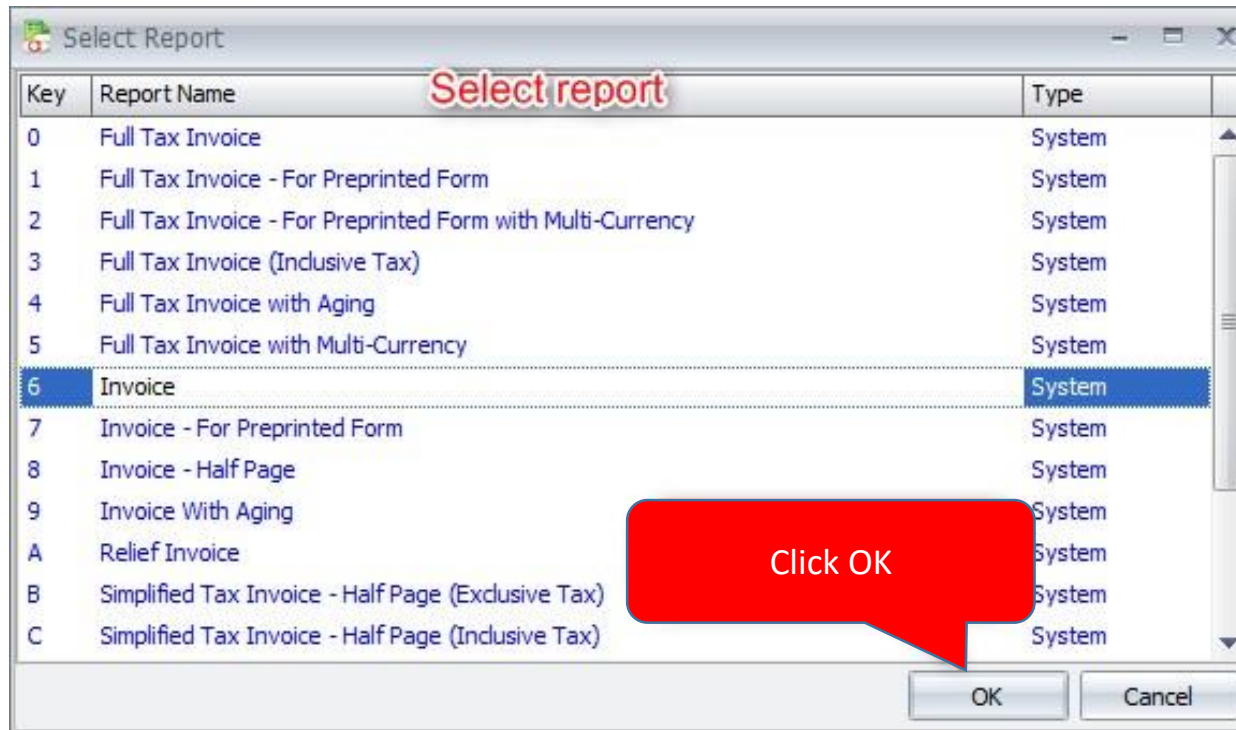 Select Report
Key Report Name Select report Type
0 Full Tax Invoice System
1 Full Tax Invoice - For Preprinted Form System
2 Full Tax Invoice - For Preprinted Form with Multi-Currency System
3 Full Tax Invoice (Inclusive Tax) System
4 Full Tax Invoice with Aging System
5 Full Tax Invoice with Multi-Currency System
6 Invoice System
7 Invoice - For Preprinted Form System
8 Invoice - Half Page System
9 Invoice With Aging System
A Relief Invoice System
Click OK
B Simplified Tax Invoice - Half Page (Exclusive Tax) System
C Simplified Tax Invoice - Half Page (Inclusive Tax) System
OK Cancel